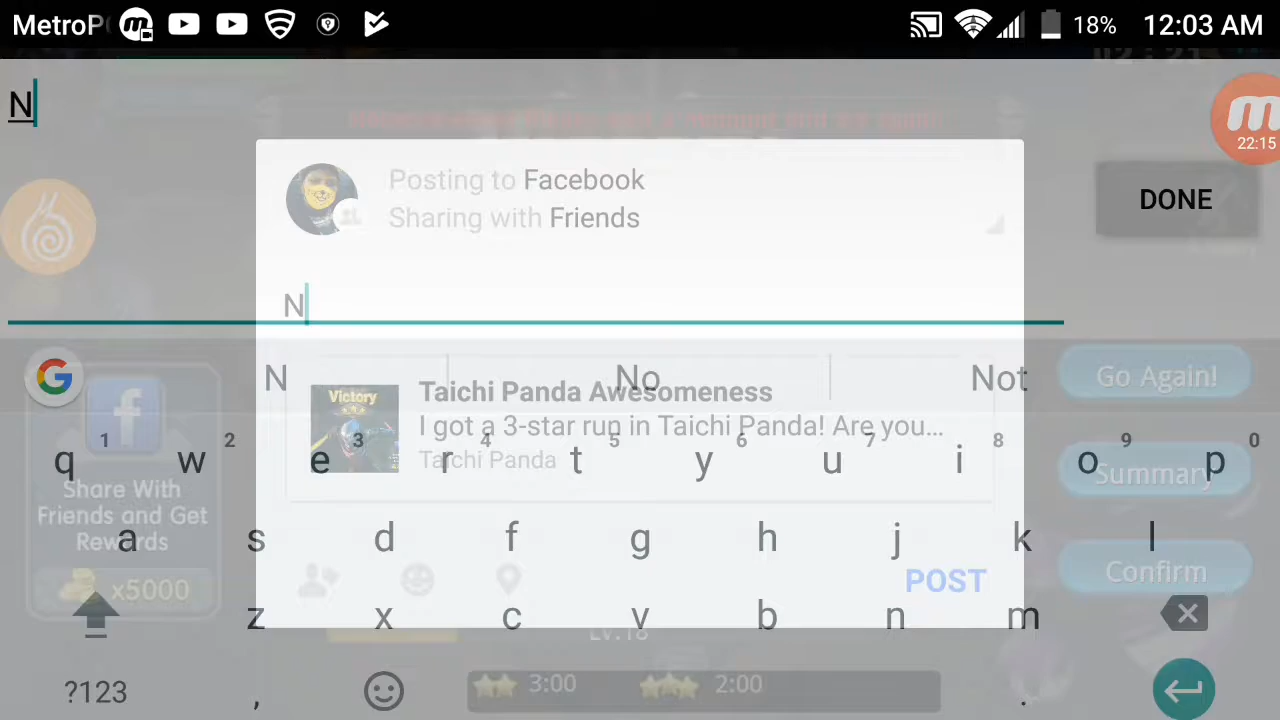 MetroP
18%
12:03 AM
N
22:15
Posting to Facebook
Sharing with Friends
DONE
N
N
No
Not
Go Again!
Victory
Taichi Panda Awesomeness
I got a 3-star run in Taichi Panda! Are you...
Taichi Panda
1 2 3 4 5 6 7 8 9 0
q w e r t y u i o p
Summary
Share With
Friends and Get
Rewards
a s d f g h j k l
x5000
POST
Confirm
z x c v b n m
LV.18
?123 , 3:00 2:00 .